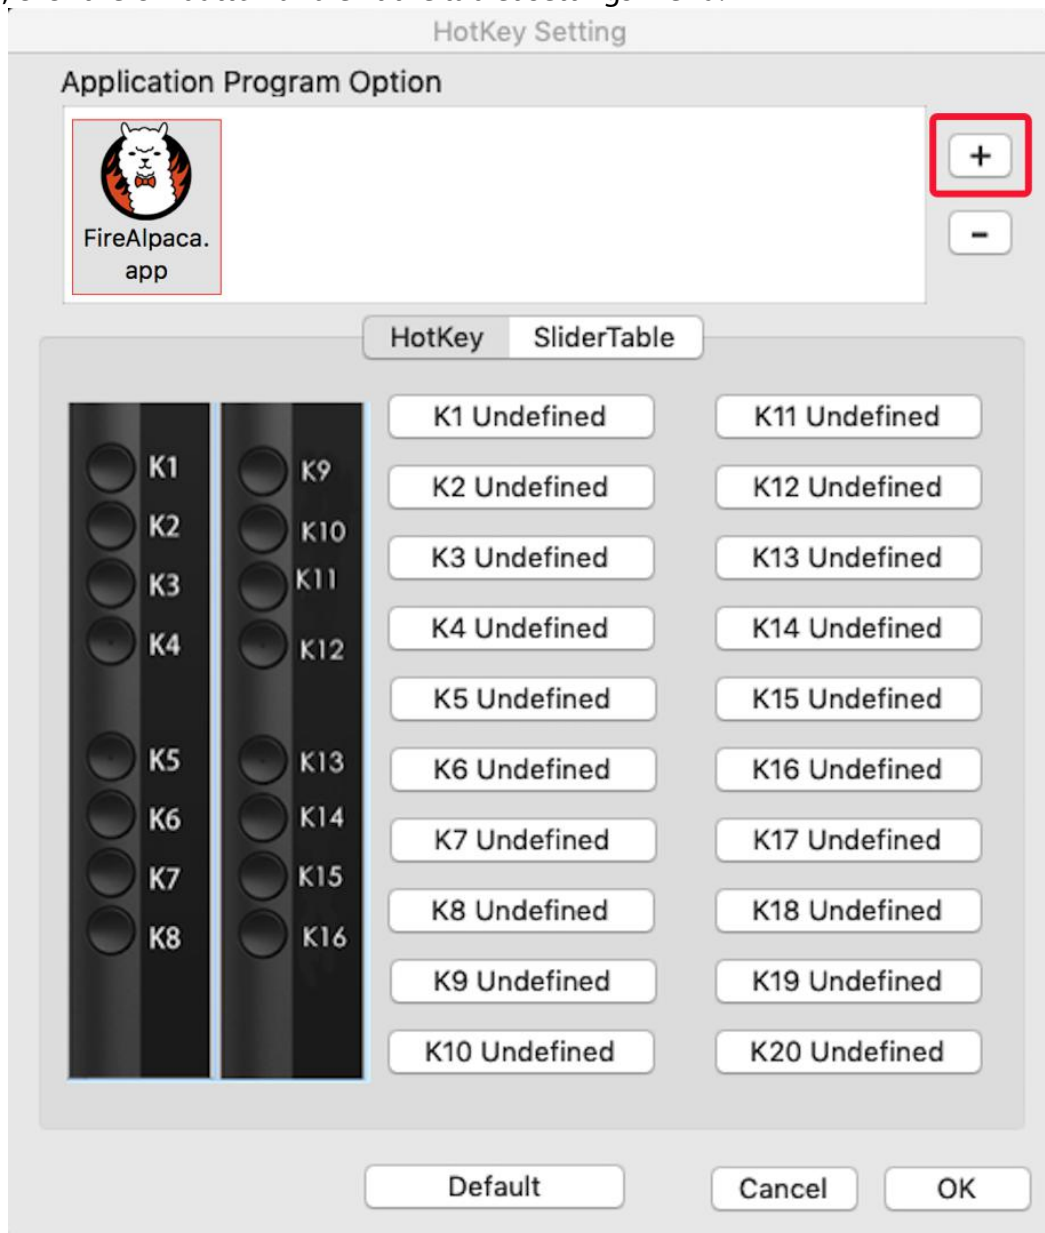 HotKey Setting
Application Program Option
+
FireAlpaca.
app
-
HotKey SliderTable
K1 Undefined K11 Undefined
K2 Undefined K12 Undefined
K3 Undefined K13 Undefined
K4 Undefined K14 Undefined
K5 Undefined K15 Undefined
K6 Undefined K16 Undefined
K7 Undefined K17 Undefined
K8 Undefined K18 Undefined
K9 Undefined K19 Undefined
K10 Undefined K20 Undefined
K1 K9
K2 K10
K3 K11
K4 K12
K5 K13
K6 K14
K7 K15
K8 K16
Default Cancel OK